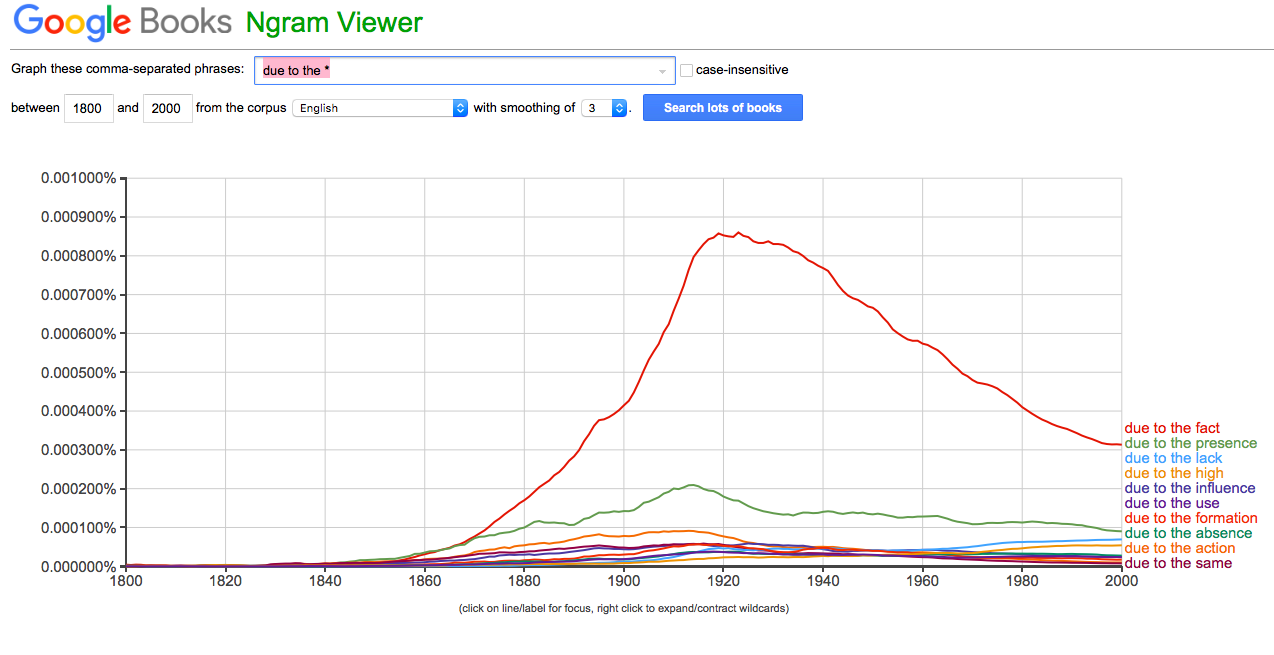 Google Books Ngram Viewer
Graph these comma-separated phrases: due to the * case-insensitive
between 1800 and 2000 from the corpus English with smoothing of 3 . Search lots of books
0.001000%
0.000900%
0.000800%
0.000700%
0.000600%
0.000500%
0.000400%
0.000300%
0.000200%
0.000100%
0.000000%
due to the fact
due to the presence
due to the lack
due to the high
due to the influence
due to the use
due to the formation
due to the absence
due to the action
due to the same
1800 1820 1840 1860 1880 1900 1920 1940 1960 1980 2000
(click on line/label for focus, right click to expand/contract wildcards)